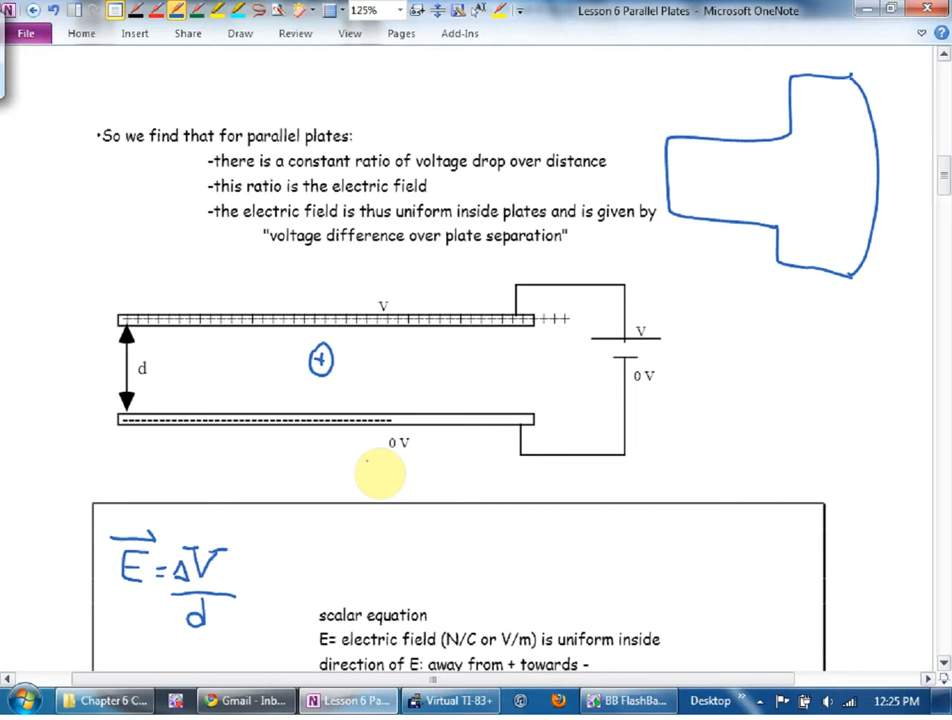 125%
Lesson 6 Parallel Plates - Microsoft OneNote
File Home Insert Share Draw Review View Pages Add-Ins
•So we find that for parallel plates:
-there is a constant ratio of voltage drop over distance
-this ratio is the electric field
-the electric field is thus uniform inside plates and is given by
"voltage difference over plate separation"
V
+++
V
d
+
0 V
0 V
E = ΔV
d
scalar equation
E= electric field (N/C or V/m) is uniform inside
direction of E: away from + towards -
Chapter 6 C... Gmail - Inb... Lesson 6 Pa... Virtual TI-83+ BB FlashBa... Desktop » 12:25 PM